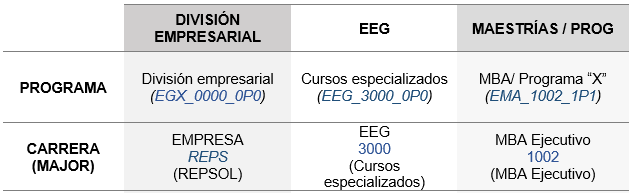 DIVISIÓN
EMPRESARIAL
EEG
MAESTRÍAS / PROG
PROGRAMA
División empresarial
(EGX_0000_0P0)
Cursos especializados
(EEG_3000_0P0)
MBA/ Programa “X”
(EMA_1002_1P1)
CARRERA
(MAJOR)
EMPRESA
REPS
(REPSOL)
EEG
3000
(Cursos
especializados)
MBA Ejecutivo
1002
(MBA Ejecutivo)